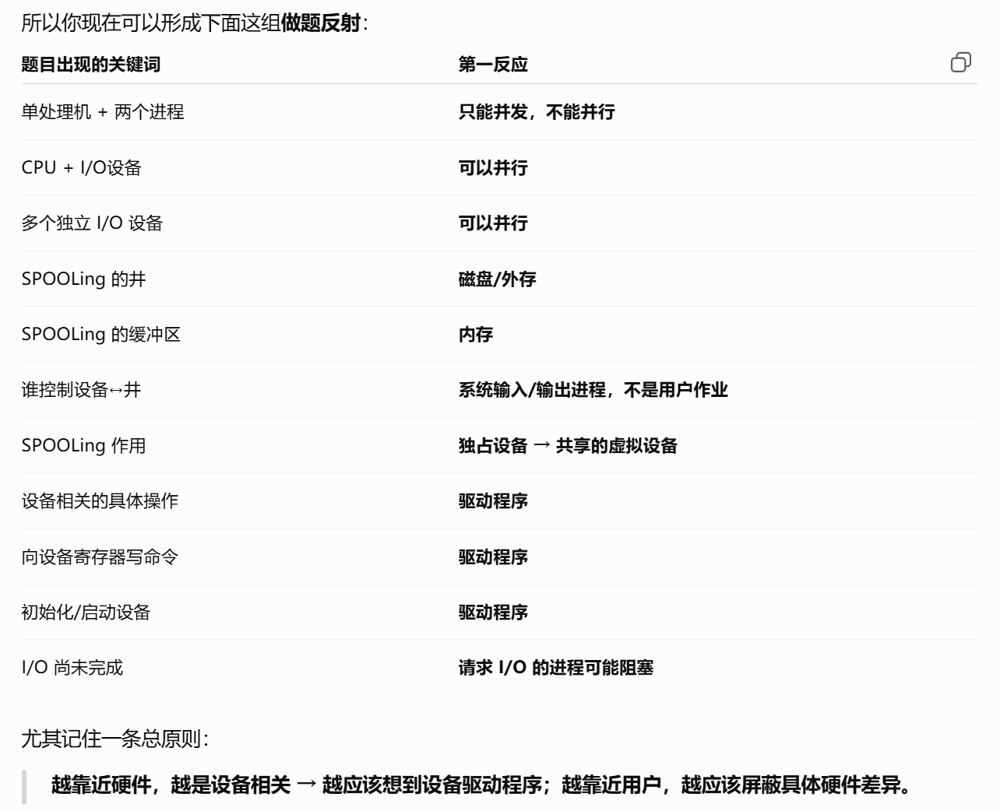 所以你现在可以形成下面这组做题反射：
题目出现的关键词 第一反应
单处理机 + 两个进程 只能并发，不能并行
CPU + I/O设备 可以并行
多个独立 I/O 设备 可以并行
SPOOLing 的井 磁盘/外存
SPOOLing 的缓冲区 内存
谁控制设备↔井 系统输入/输出进程，不是用户作业
SPOOLing 作用 独占设备 → 共享的虚拟设备
设备相关的具体操作 驱动程序
向设备寄存器写命令 驱动程序
初始化/启动设备 驱动程序
I/O 尚未完成 请求 I/O 的进程可能阻塞
尤其记住一条总原则：
越靠近硬件，越是设备相关 → 越应该想到设备驱动程序；越靠近用户，越应该屏蔽具体硬件差异。